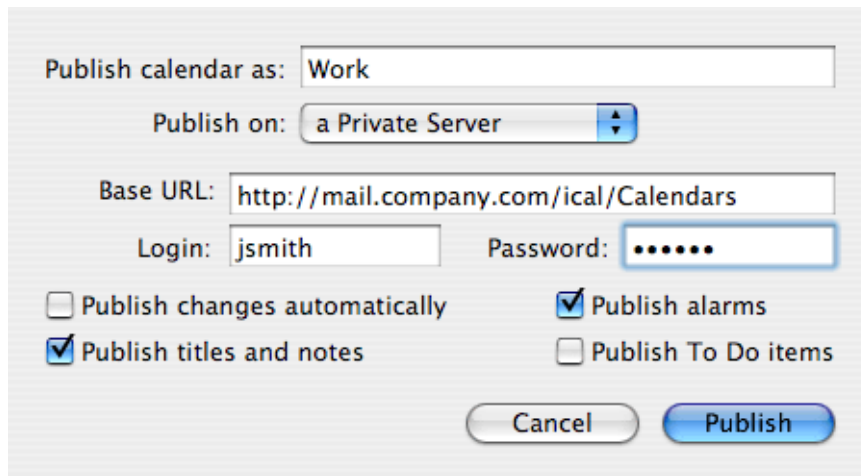 Publish calendar as: Work
Publish on: a Private Server
Base URL: http://mail.company.com/ical/Calendars
Login: jsmith Password: ••••••
Publish changes automatically Publish alarms
Publish titles and notes Publish To Do items
Cancel Publish